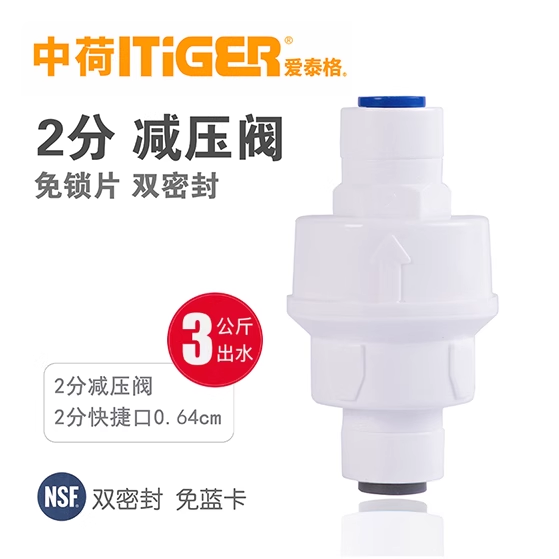 中荷ITiGER®爱泰格®
2分 减压阀
免锁片 双密封
3公斤出水
2分减压阀
2分快捷口0.64cm
NSF® 双密封 免蓝卡